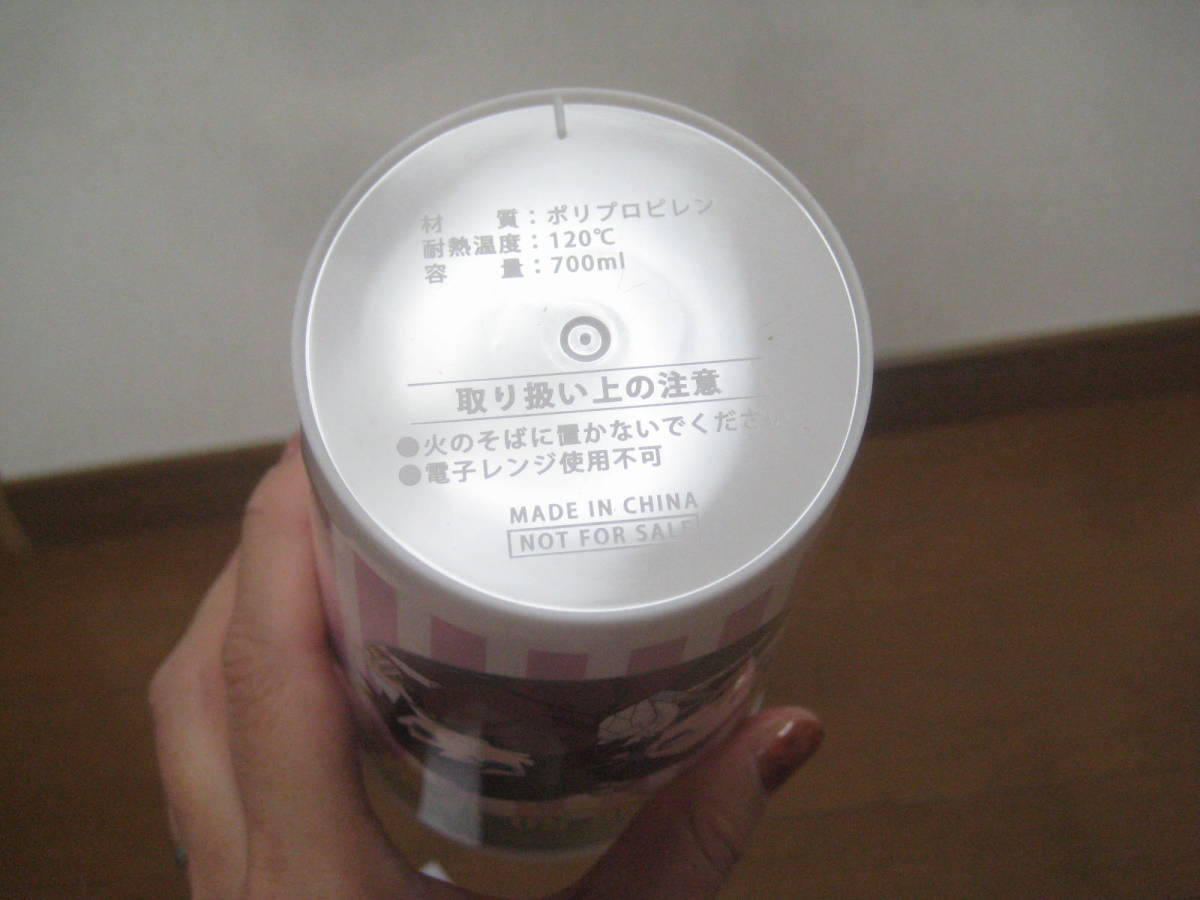 材　　質：ポリプロピレン
耐熱温度：120℃
容　　量：700ml
取り扱い上の注意
●火のそばに置かないでください
●電子レンジ使用不可
MADE IN CHINA
NOT FOR SALE